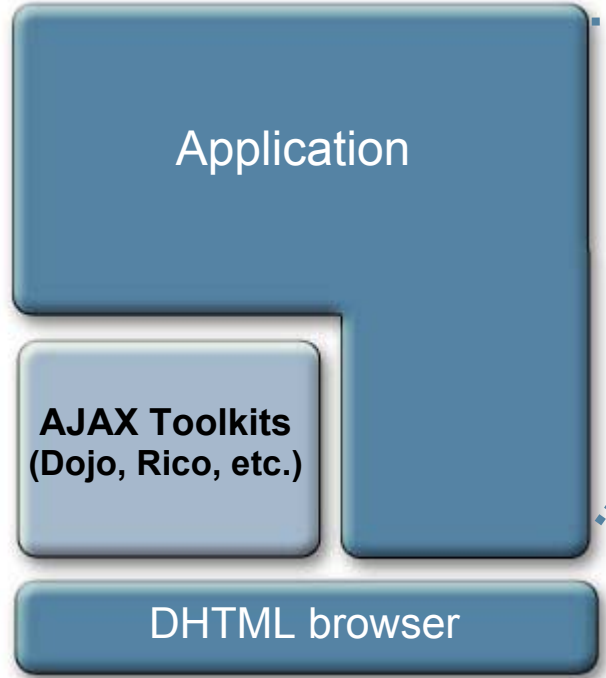 Application
AJAX Toolkits
(Dojo, Rico, etc.)
DHTML browser